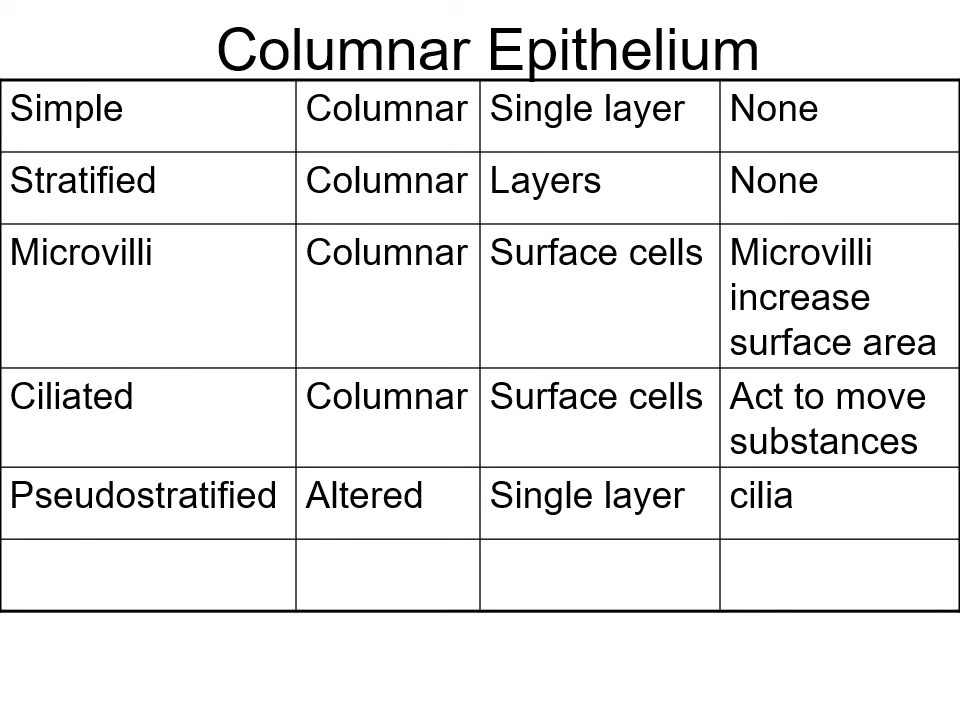 Columnar Epithelium
Simple Columnar Single layer None
Stratified Columnar Layers None
Microvilli Columnar Surface cells Microvilli
increase
surface area
Ciliated Columnar Surface cells Act to move
substances
Pseudostratified Altered Single layer cilia